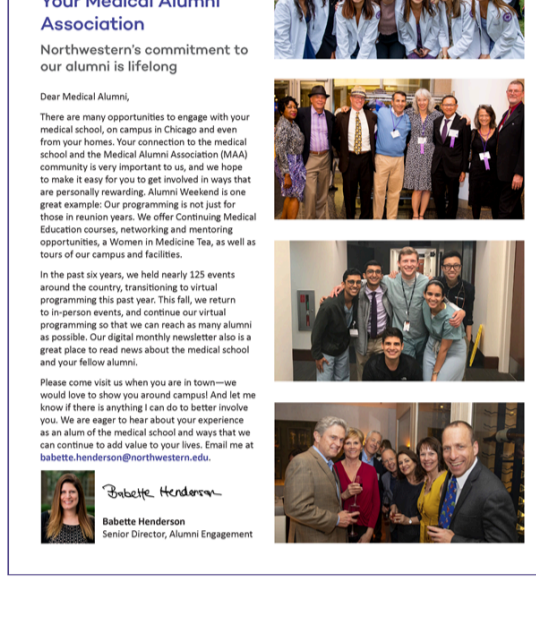 Your Medical Alumni
Association
Northwestern's commitment to
our alumni is lifelong
Dear Medical Alumni,
There are many opportunities to engage with your
medical school, on campus in Chicago and even
from your homes. Your connection to the medical
school and the Medical Alumni Association (MAA)
community is very important to us, and we hope
to make it easy for you to get involved in ways that
are personally rewarding. Alumni Weekend is one
great example: Our programming is not just for
those in reunion years. We offer Continuing Medical
Education courses, networking and mentoring
opportunities, a Women in Medicine Tea, as well as
tours of our campus and facilities.
In the past six years, we held nearly 125 events
around the country, transitioning to virtual
programming this past year. This fall, we return
to in-person events, and continue our virtual
programming so that we can reach as many alumni
as possible. Our digital monthly newsletter also is a
great place to read news about the medical school
and your fellow alumni.
Please come visit us when you are in town—we
would love to show you around campus! And let me
know if there is anything I can do to better involve
you. We are eager to hear about your experience
as an alum of the medical school and ways that we
can continue to add value to your lives. Email me at
babette.henderson@northwestern.edu.
Babette Henderson
Babette Henderson
Senior Director, Alumni Engagement